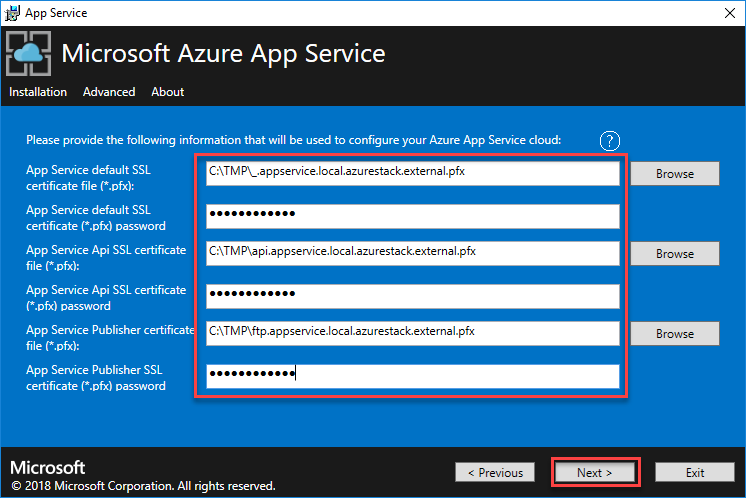 App Service
Microsoft Azure App Service
Installation Advanced About
Please provide the following information that will be used to configure your Azure App Service cloud: ?
App Service default SSL
certificate file (*.pfx):
C:\TMP\_.appservice.local.azurestack.external.pfx
Browse
App Service default SSL
certificate (*.pfx) password
●●●●●●●●●●●●
App Service Api SSL certificate
file (*.pfx):
C:\TMP\api.appservice.local.azurestack.external.pfx
Browse
App Service Api SSL certificate
(*.pfx) password
●●●●●●●●●●●●
App Service Publisher certificate
file (*.pfx):
C:\TMP\ftp.appservice.local.azurestack.external.pfx
Browse
App Service Publisher SSL
certificate (*.pfx) password
●●●●●●●●●●●●
Microsoft
© 2018 Microsoft Corporation. All rights reserved.
< Previous Next > Exit